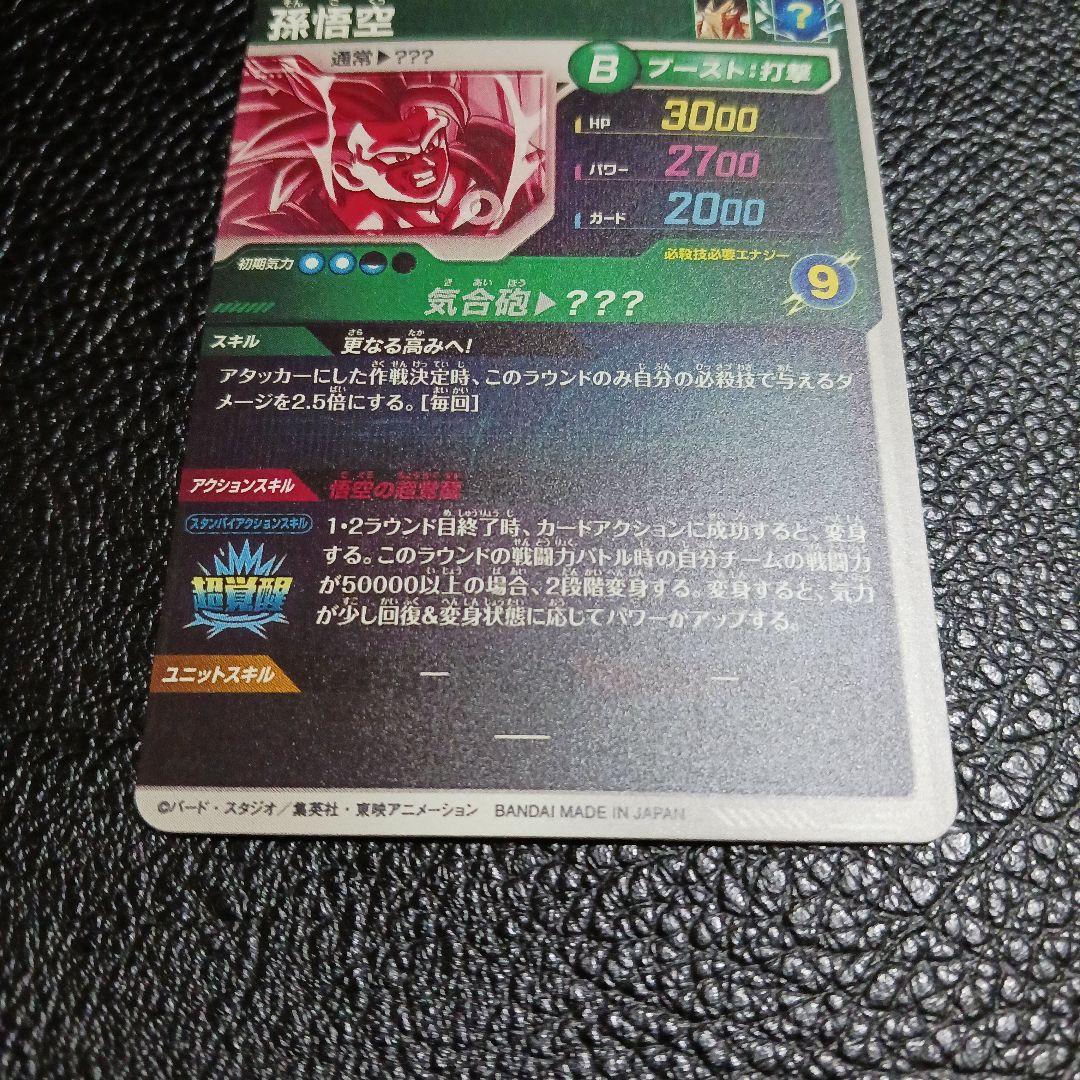 孫悟空
?
通常▶???
B ブースト:打撃
HP 3000
パワー 2700
ガード 2000
初期気力
必殺技必要エナジー
9
気合砲▶???
スキル 更なる高みへ!
アタッカーにした作戦決定時、このラウンドのみ自分の必殺技で与えるダ
メージを2.5倍にする。[毎回]
アクションスキル 悟空の超覚醒
スタンバイアクションスキル
超覚醒
1・2ラウンド目終了時、カードアクションに成功すると、変身
する。このラウンドの戦闘力バトル時の自分チームの戦闘力
が50000以上の場合、2段階変身する。変身すると、気力
が少し回復&変身状態に応じてパワーがアップする。
ユニットスキル
©バード・スタジオ/集英社・東映アニメーション BANDAI MADE IN JAPAN